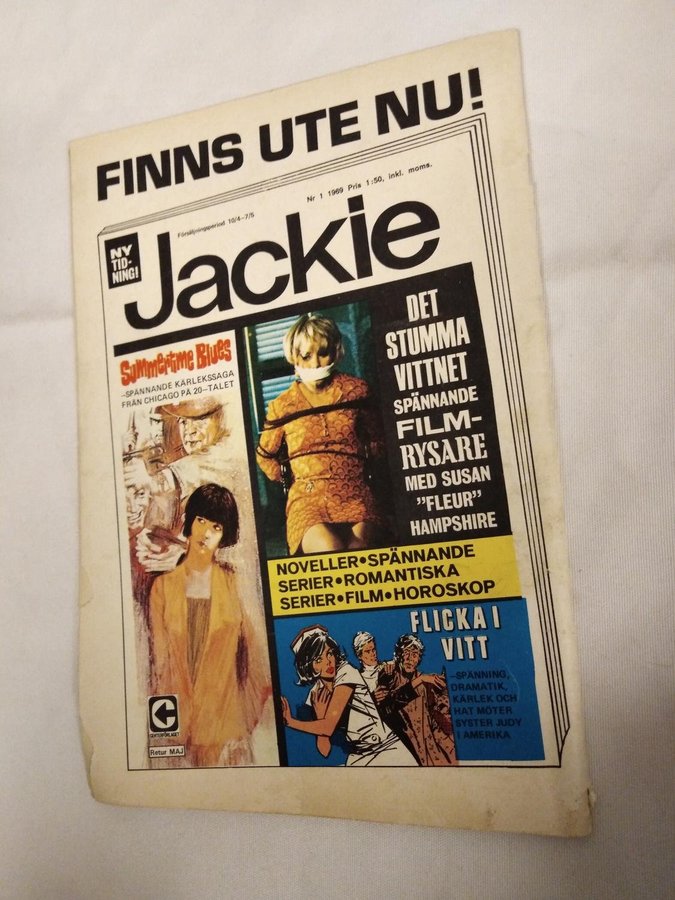 FINNS UTE NU!
Försäljningsperiod 10/4-7/5
Nr 1 1969 Pris 1:50, inkl. moms.
NY
TID-
NING!
Jackie
Summertime Blues
-SPÄNNANDE KÄRLEKSSAGA
FRÅN CHICAGO PÅ 20-TALET
DET
STUMMA
VITTNET
SPÄNNANDE
FILM-
RYSARE
MED SUSAN
"FLEUR"
HAMPSHIRE
NOVELLER•SPÄNNANDE
SERIER•ROMANTISKA
SERIER•FILM•HOROSKOP
FLICKA I
VITT
-SPÄNNING,
DRAMATIK,
KÄRLEK OCH
HAT MÖTER
SYSTER JUDY
I AMERIKA
C
CENTERFÖRLAGET
Retur MAJ